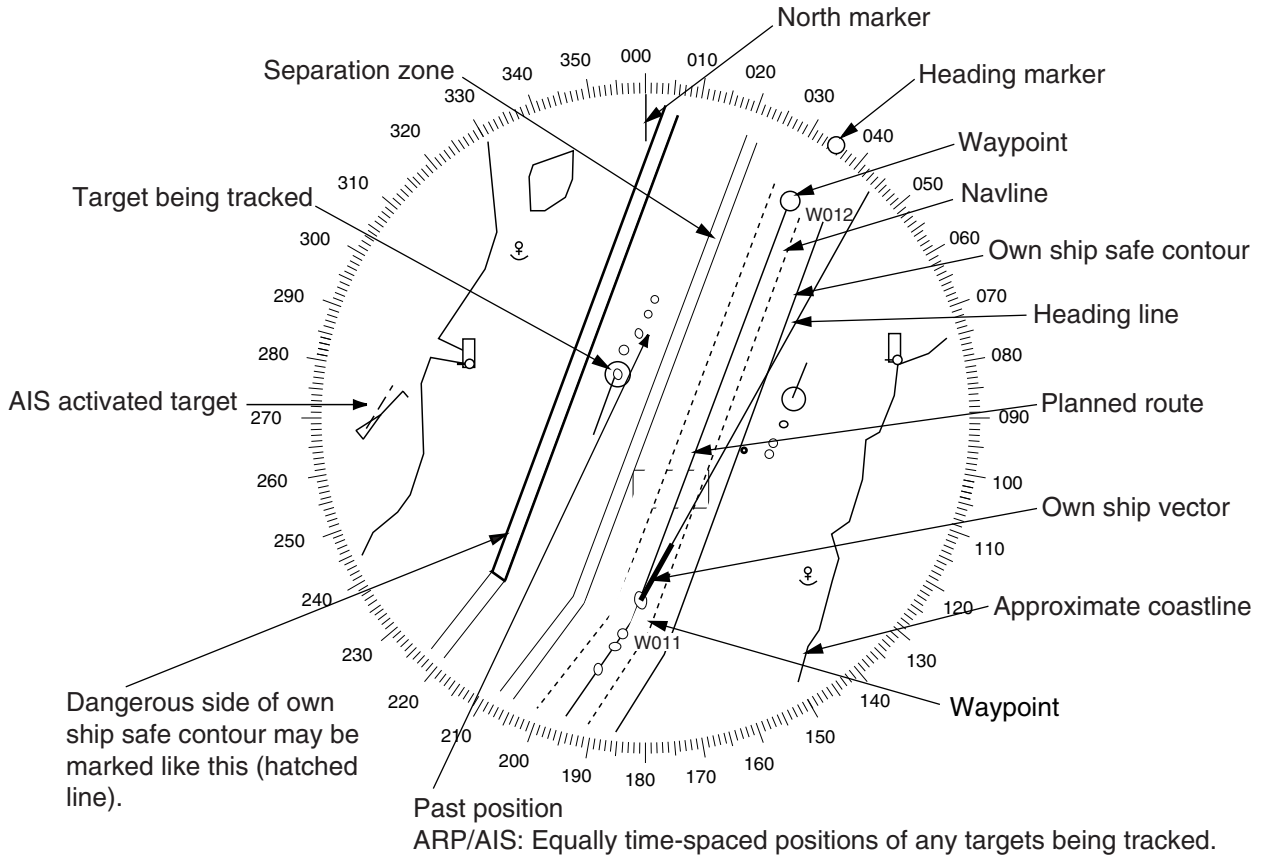 North marker
Separation zone
Heading marker
Waypoint
Target being tracked
Navline
Own ship safe contour
Heading line
AIS activated target
Planned route
Own ship vector
Approximate coastline
Waypoint
Dangerous side of own
ship safe contour may be
marked like this (hatched
line).
Past position
ARP/AIS: Equally time-spaced positions of any targets being tracked.
W012
W011
000
010
020
030
040
050
060
070
080
090
100
110
120
130
140
150
160
170
180
190
200
210
220
230
240
250
260
270
280
290
300
310
320
330
340
350